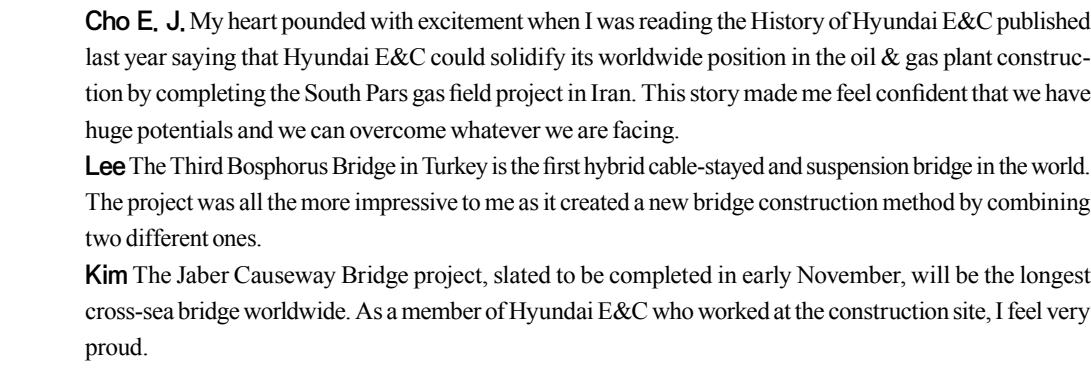 Cho E. J. My heart pounded with excitement when I was reading the History of Hyundai E&C published
last year saying that Hyundai E&C could solidify its worldwide position in the oil & gas plant construc-
tion by completing the South Pars gas field project in Iran. This story made me feel confident that we have
huge potentials and we can overcome whatever we are facing.
Lee The Third Bosphorus Bridge in Turkey is the first hybrid cable-stayed and suspension bridge in the world.
The project was all the more impressive to me as it created a new bridge construction method by combining
two different ones.
Kim The Jaber Causeway Bridge project, slated to be completed in early November, will be the longest
cross-sea bridge worldwide. As a member of Hyundai E&C who worked at the construction site, I feel very
proud.